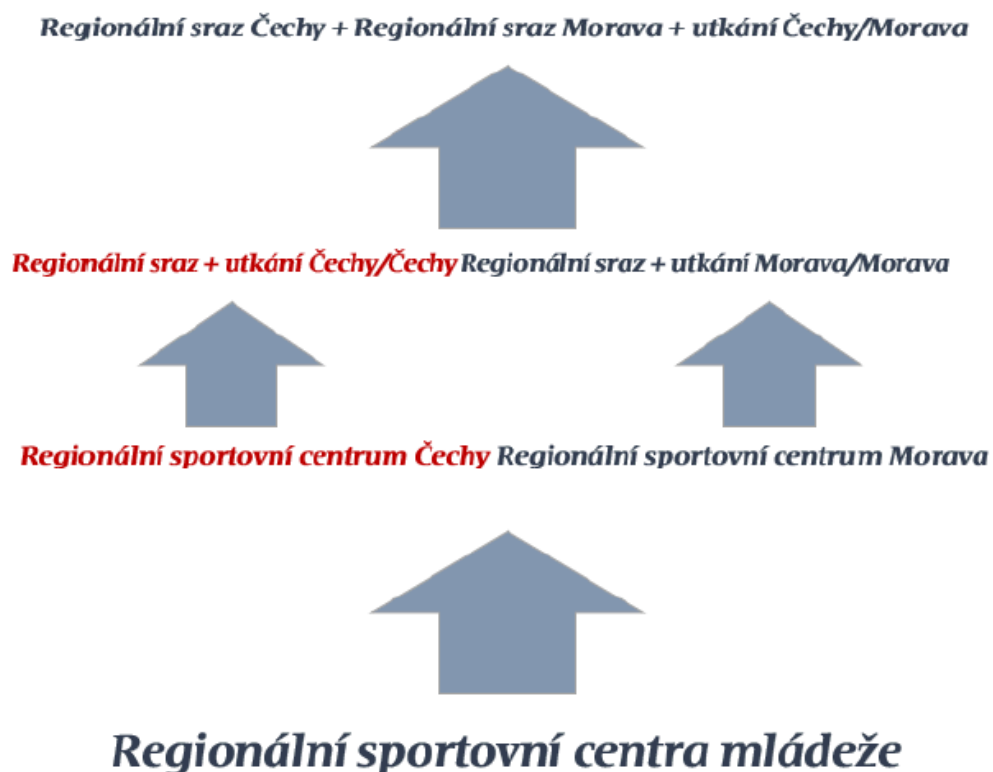 Regionální sraz Čechy + Regionální sraz Morava + utkání Čechy/Morava
Regionální sraz + utkání Čechy/Čechy Regionální sraz + utkání Morava/Morava
Regionální sportovní centrum Čechy Regionální sportovní centrum Morava
Regionální sportovní centra mládeže